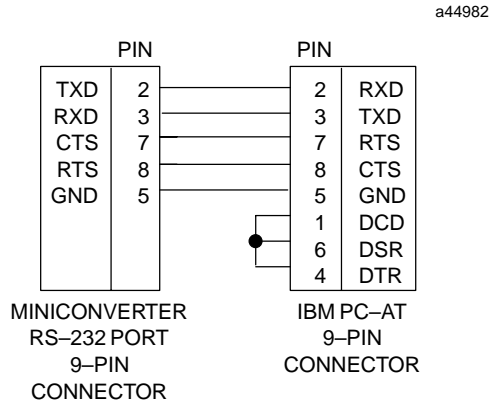 a44982
PIN PIN
TXD 2 2 RXD
RXD 3 3 TXD
CTS 7 7 RTS
RTS 8 8 CTS
GND 5 5 GND
1 DCD
6 DSR
4 DTR
MINICONVERTER IBM PC–AT
RS–232 PORT 9–PIN
9–PIN CONNECTOR
CONNECTOR